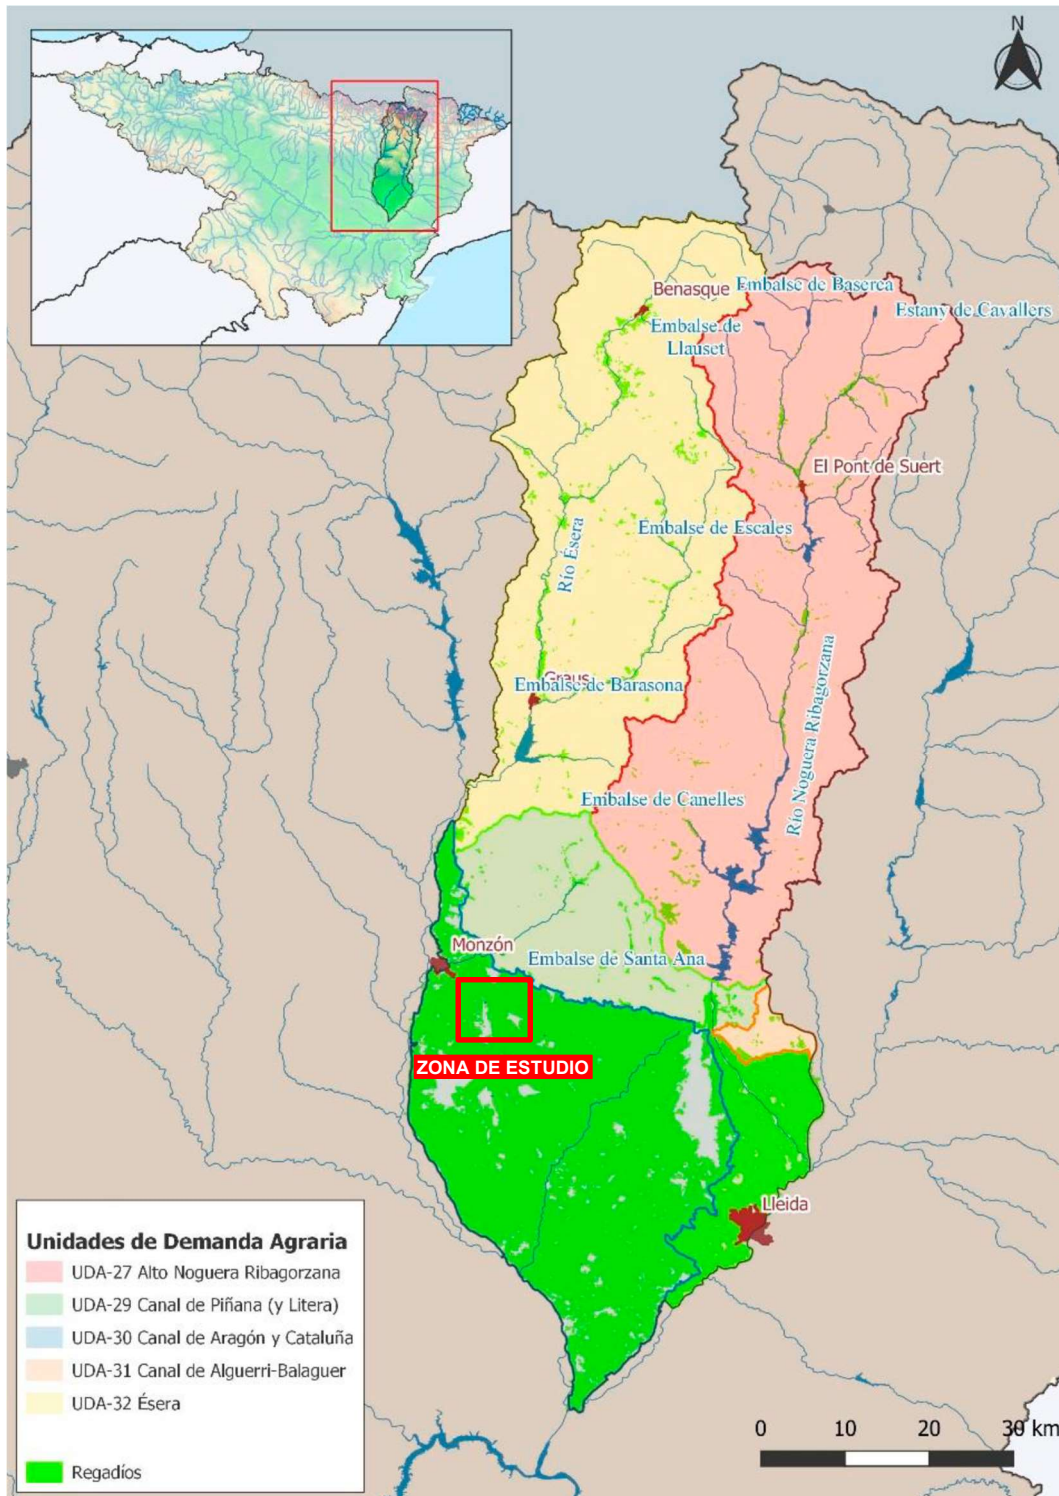 N
Benasque
Embalse de Baserca
Embalse de
Llauset
Estany de Cavallers
El Pont de Suert
Embalse de Escales
Río Ésera
Graus
Embalse de Barasona
Río Noguera Ribagorzana
Embalse de Canelles
Monzón
Embalse de Santa Ana
ZONA DE ESTUDIO
Lleida
Unidades de Demanda Agraria
UDA-27 Alto Noguera Ribagorzana
UDA-29 Canal de Piñana (y Litera)
UDA-30 Canal de Aragón y Cataluña
UDA-31 Canal de Alguerri-Balaguer
UDA-32 Ésera
Regadíos
0 10 20 30 km